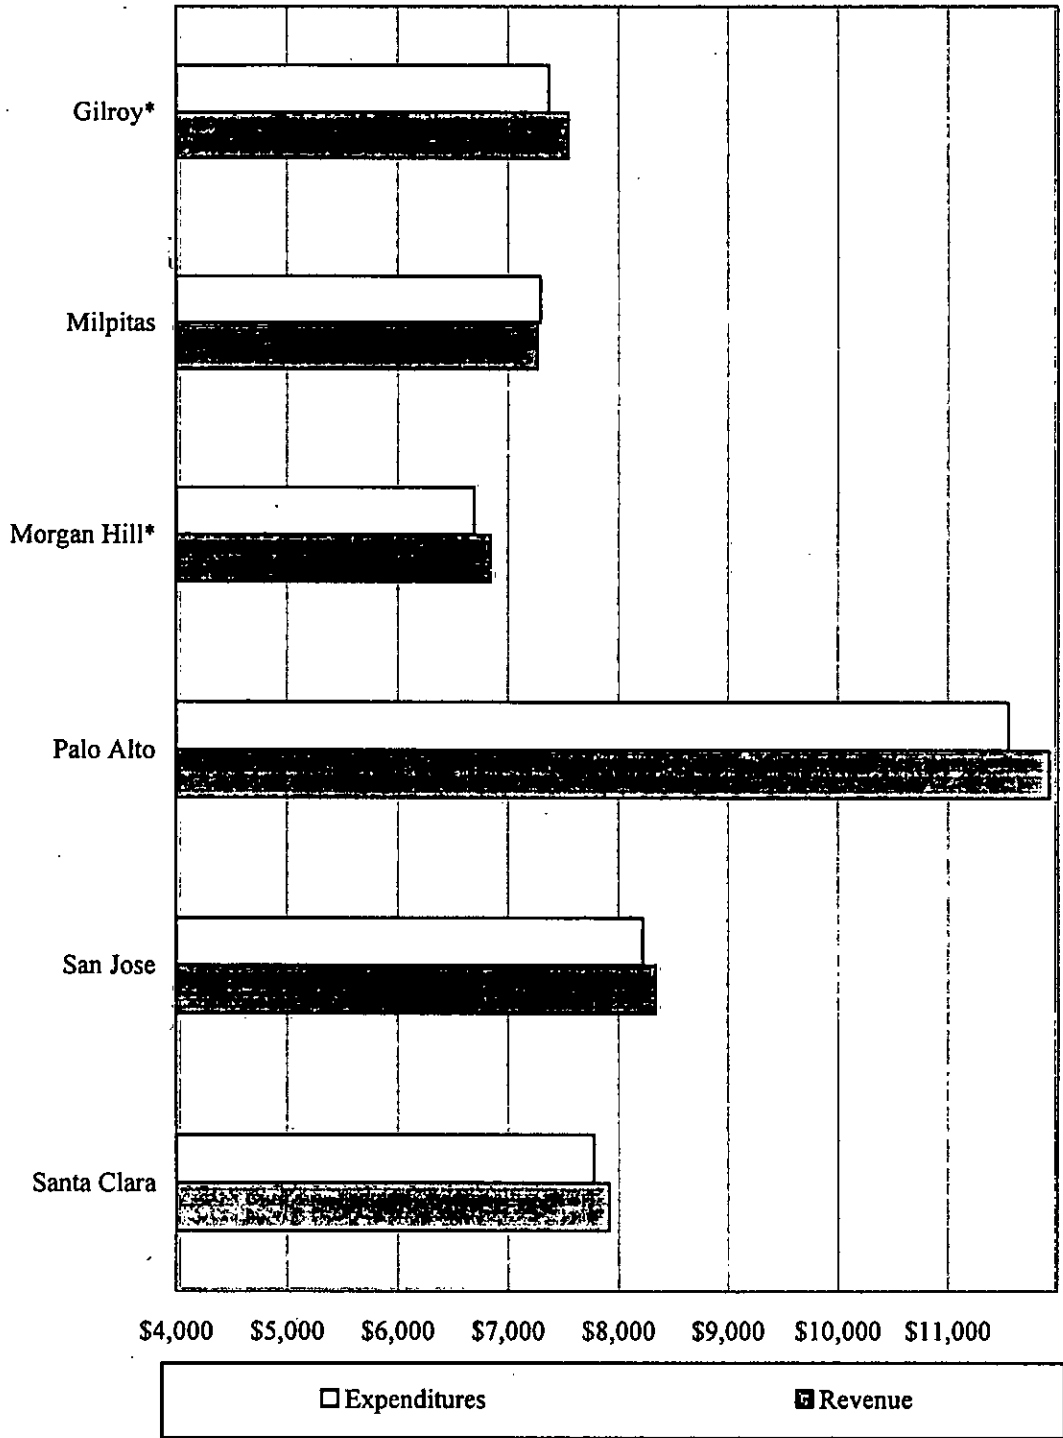 Gilroy*
Milpitas
Morgan Hill*
Palo Alto
San Jose
Santa Clara
$4,000 $5,000 $6,000 $7,000 $8,000 $9,000 $10,000 $11,000
Expenditures Revenue